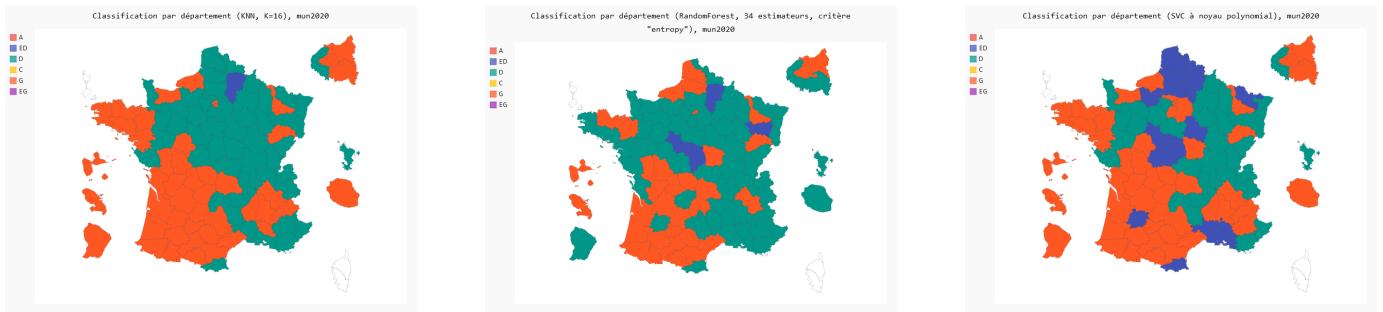 Classification par département (KNN, K=16), mun2020
A
ED
D
C
G
EG
Classification par département (RandomForest, 34 estimateurs, critère
"entropy"), mun2020
A
ED
D
C
G
EG
Classification par département (SVC à noyau polynomial), mun2020
A
ED
D
C
G
EG